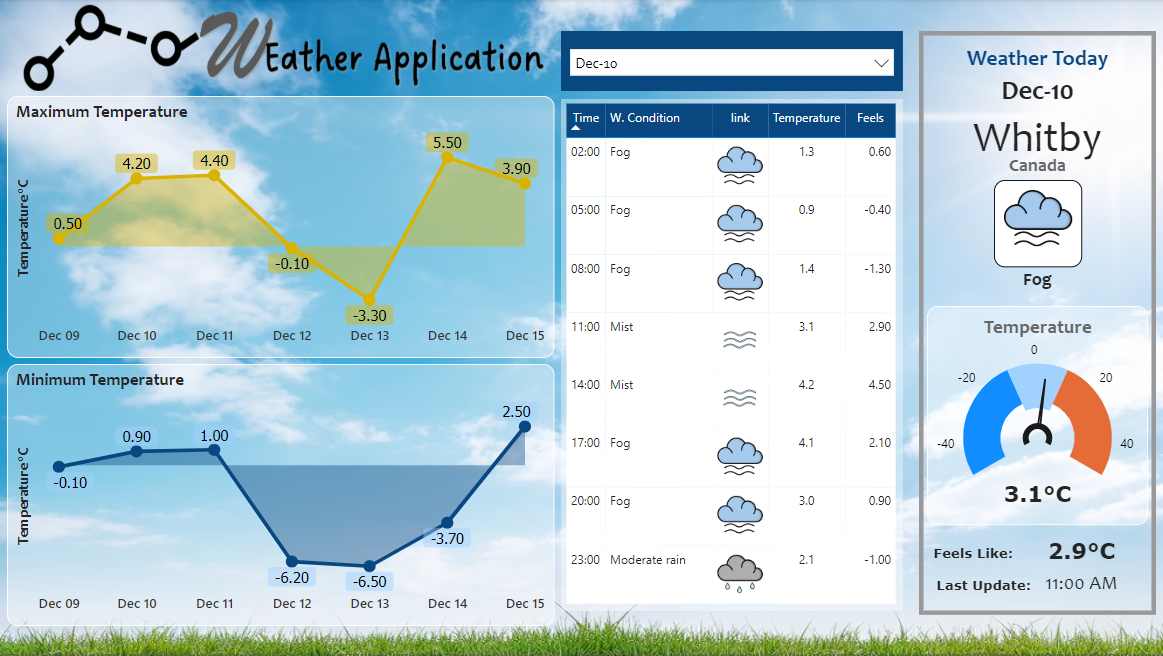 Weather Application
Maximum Temperature
Temperature°C
0.50
4.20
4.40
-0.10
-3.30
5.50
3.90
Dec 09 Dec 10 Dec 11 Dec 12 Dec 13 Dec 14 Dec 15
Minimum Temperature
Temperature°C
-0.10
0.90
1.00
-6.20
-6.50
-3.70
2.50
Dec 09 Dec 10 Dec 11 Dec 12 Dec 13 Dec 14 Dec 15
Dec-10
Time W. Condition link Temperature Feels
02:00 Fog 1.3 0.60
05:00 Fog 0.9 -0.40
08:00 Fog 1.4 -1.30
11:00 Mist 3.1 2.90
14:00 Mist 4.2 4.50
17:00 Fog 4.1 2.10
20:00 Fog 3.0 0.90
23:00 Moderate rain 2.1 -1.00
Weather Today
Dec-10
Whitby
Canada
Fog
Temperature
0
-20 20
-40 40
3.1°C
Feels Like: 2.9°C
Last Update: 11:00 AM